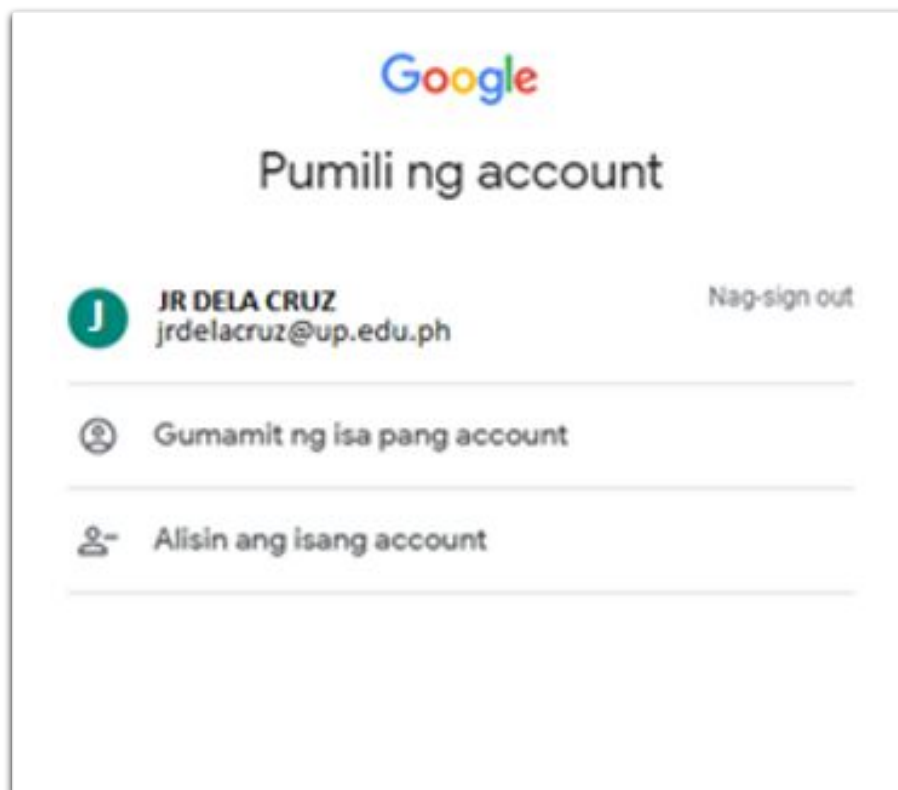 Google
Pumili ng account
J
JR DELA CRUZ
Nag-sign out
jrdelacruz@up.edu.ph
Gumamit ng isa pang account
Alisin ang isang account